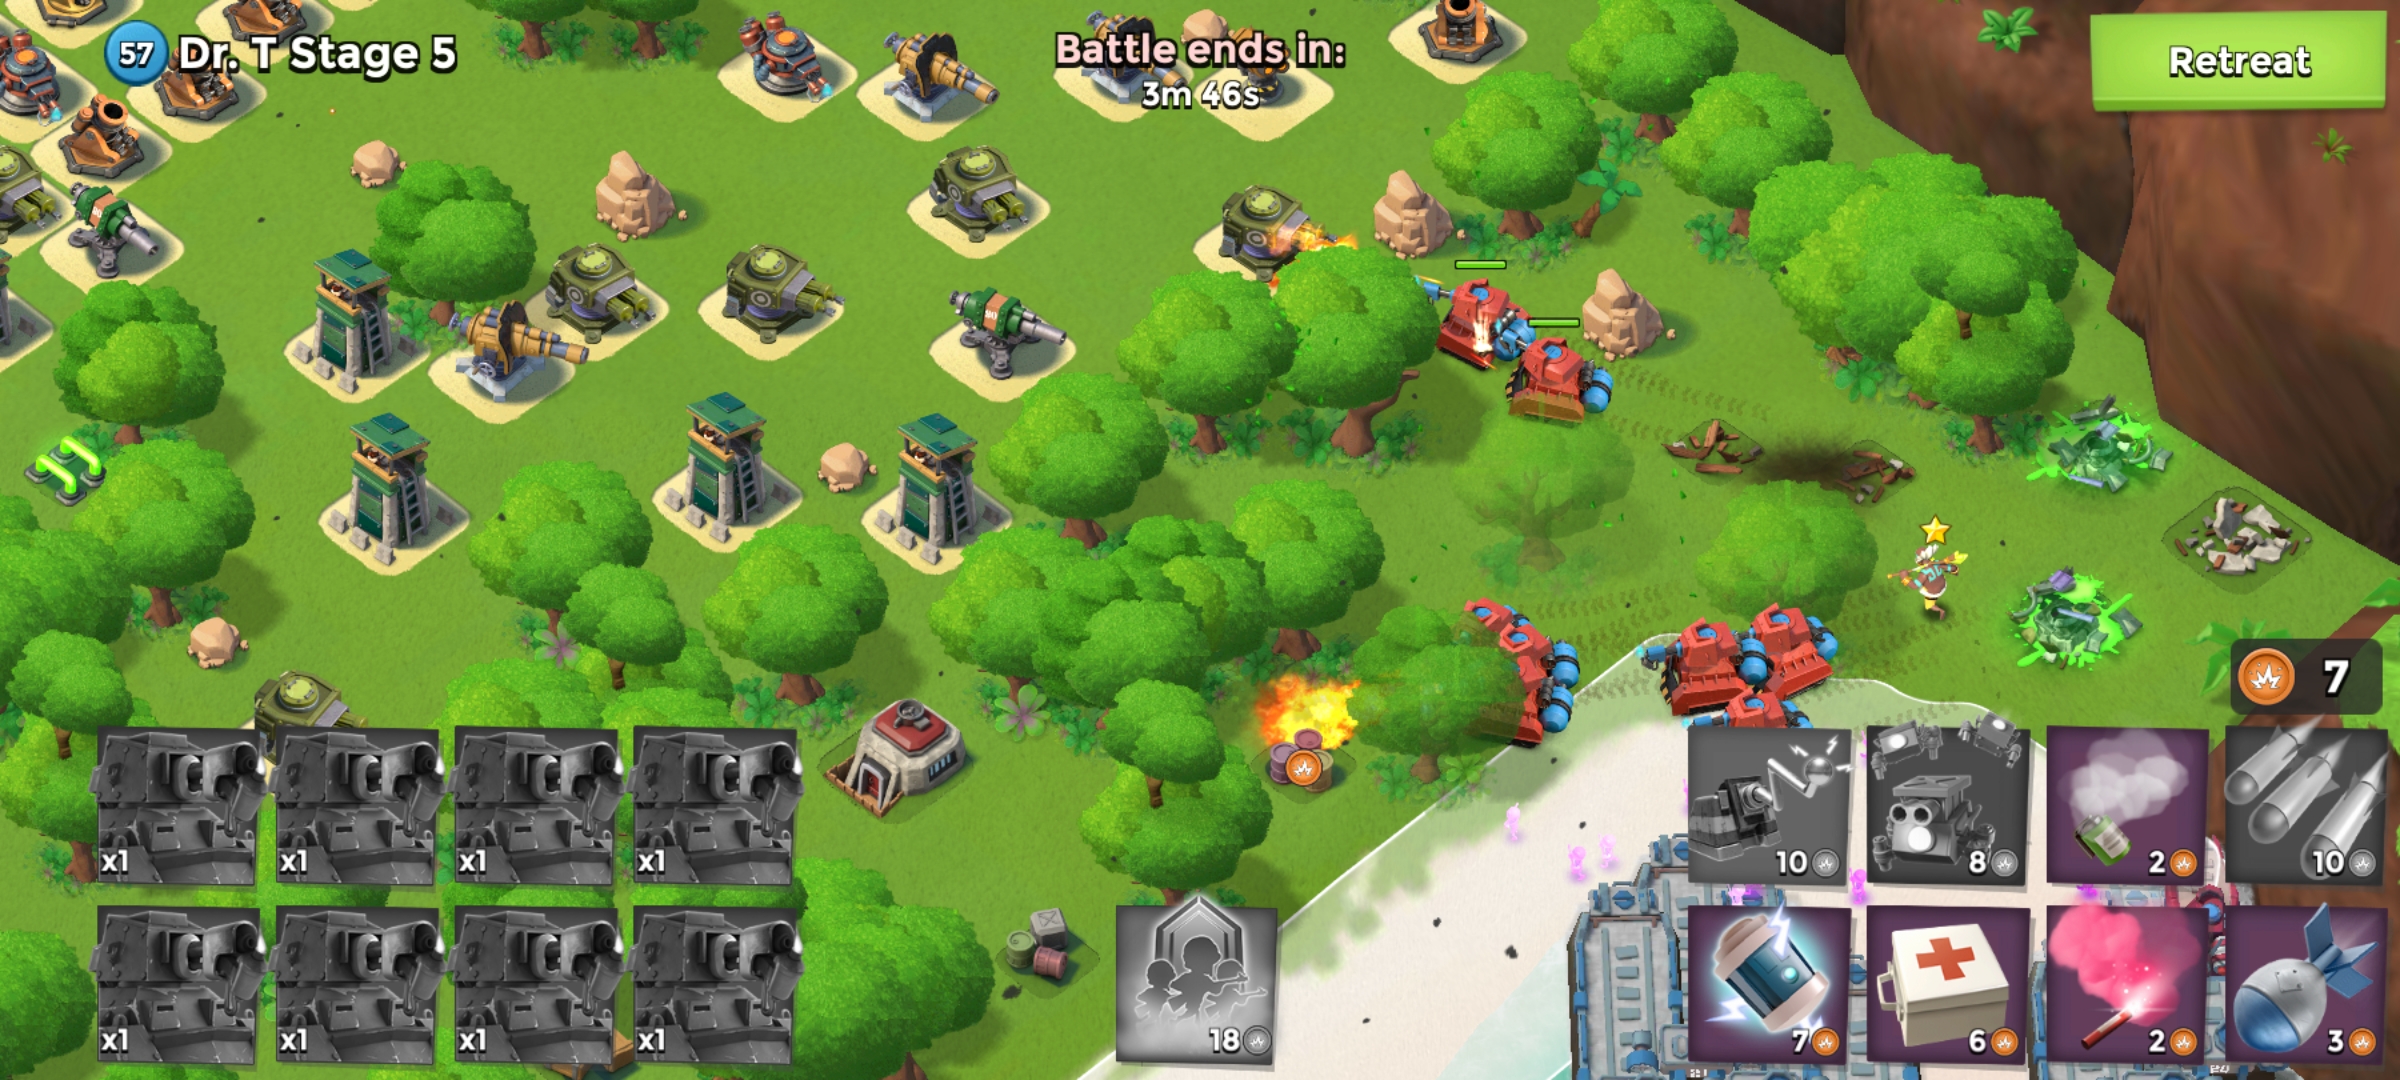 57 Dr. T Stage 5
Battle ends in:
3m 46s
Retreat
7
x1 x1 x1 x1
10 8 2 10
x1 x1 x1 x1
18
7 6 2 3